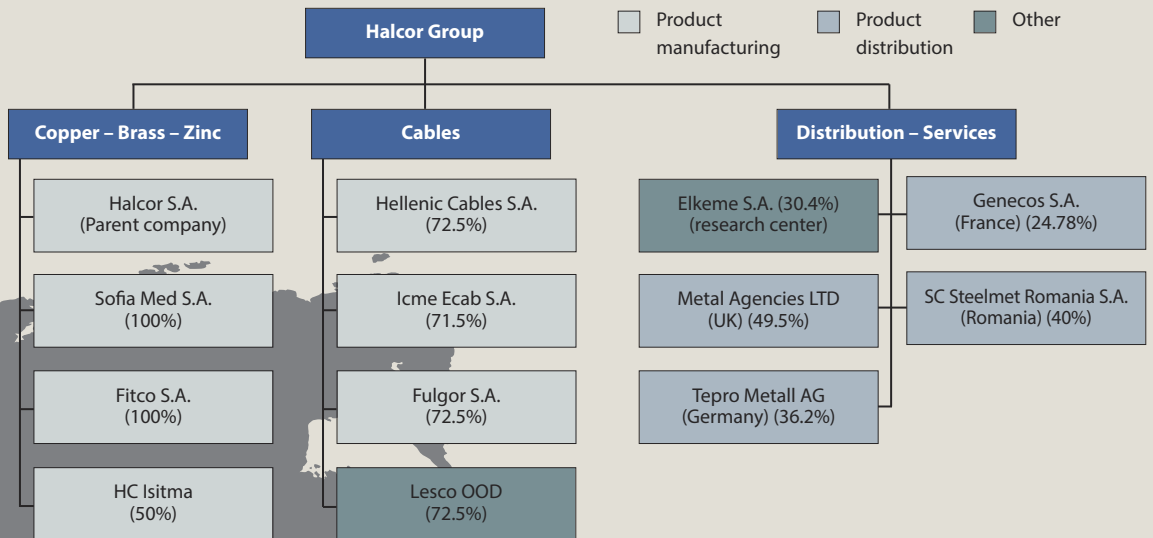 Halcor Group
Product
manufacturing
Product
distribution
Other
Copper – Brass – Zinc
Cables
Distribution – Services
Halcor S.A.
(Parent company)
Sofia Med S.A.
(100%)
Fitco S.A.
(100%)
HC Isitma
(50%)
Hellenic Cables S.A.
(72.5%)
Icme Ecab S.A.
(71.5%)
Fulgor S.A.
(72.5%)
Lesco OOD
(72.5%)
Elkeme S.A. (30.4%)
(research center)
Metal Agencies LTD
(UK) (49.5%)
Tepro Metall AG
(Germany) (36.2%)
Genecos S.A.
(France) (24.78%)
SC Steelmet Romania S.A.
(Romania) (40%)